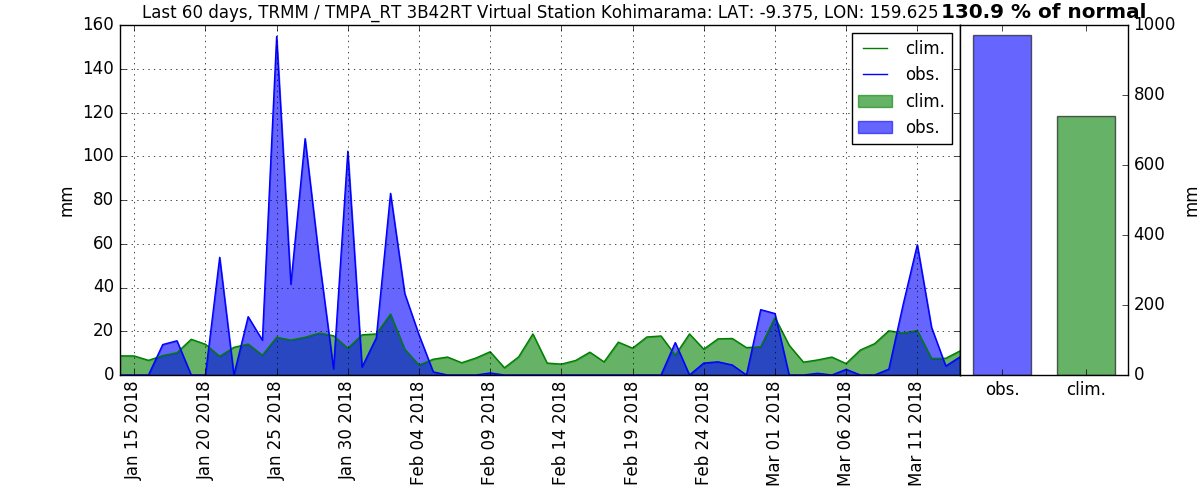 Last 60 days, TRMM / TMPA_RT 3B42RT Virtual Station Kohimarama: LAT: -9.375, LON: 159.625
130.9 % of normal
160
140
120
100
80
60
40
20
0
mm
clim.
obs.
clim.
obs.
Jan 15 2018
Jan 20 2018
Jan 25 2018
Jan 30 2018
Feb 04 2018
Feb 09 2018
Feb 14 2018
Feb 19 2018
Feb 24 2018
Mar 01 2018
Mar 06 2018
Mar 11 2018
1000
800
600
400
200
0
mm
obs.
clim.